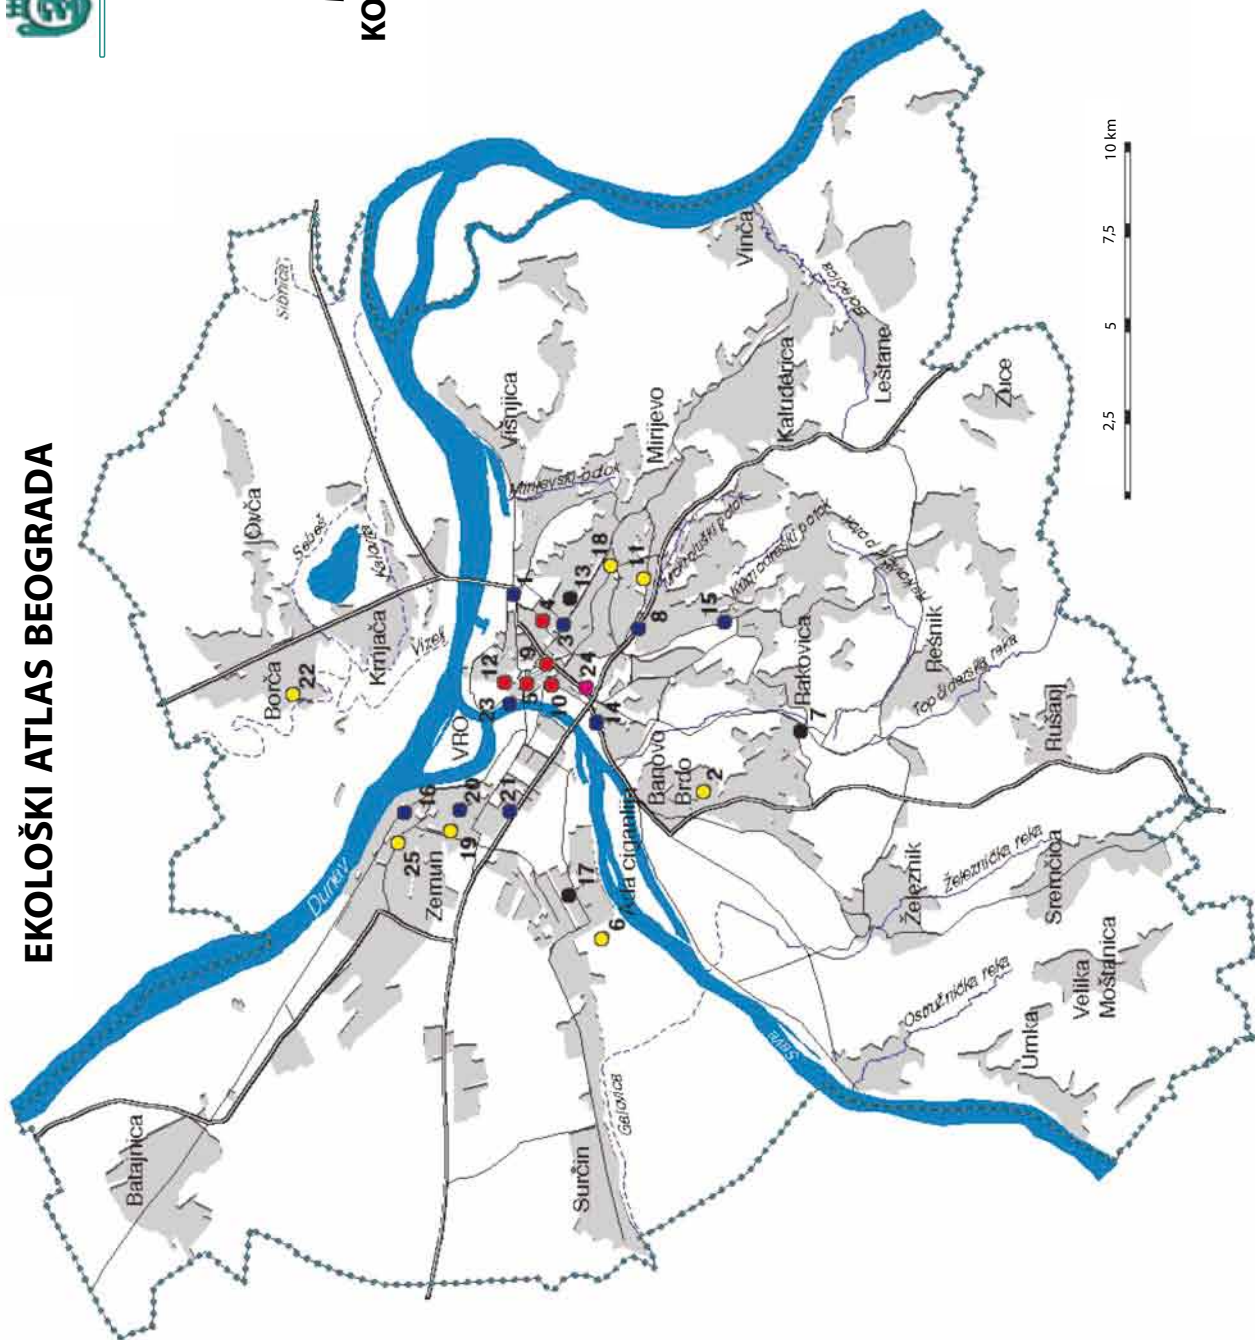 EKOLOŠKI ATLAS BEOGRADA
KO
Batajnica
Dunav
Zemun
Surčin
Galovica
Borča
Ovča
Sebeš
Kalovita
Krnjača
Vizelj
Sibnica
VRO
Višnjica
Mirijevski potok
Mirijevo
Kaluđerica
Vinča
Bolečica
Leštane
Zuce
Ada Ciganlija
Banovo
Brdo
Rakovica
Resnik
Topčiderska reka
Rušanj
Železnik
Železnička reka
Sremčica
Velika
Moštanica
Umka
Ostružnička reka
Sava
1
2
3
4
5
6
7
8
9
10
11
12
13
14
15
16
17
18
19
20
21
22
23
24
25
2,5
5
7,5
10 km